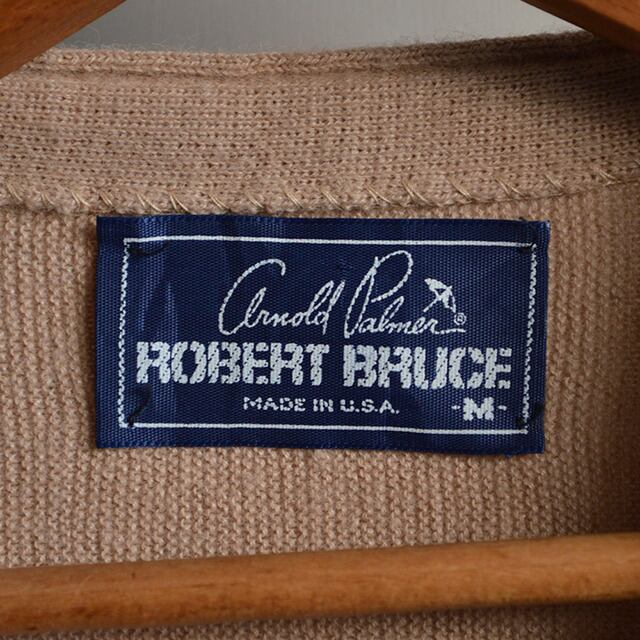 Arnold Palmer®
ROBERT BRUCE
MADE IN U.S.A.
-M-